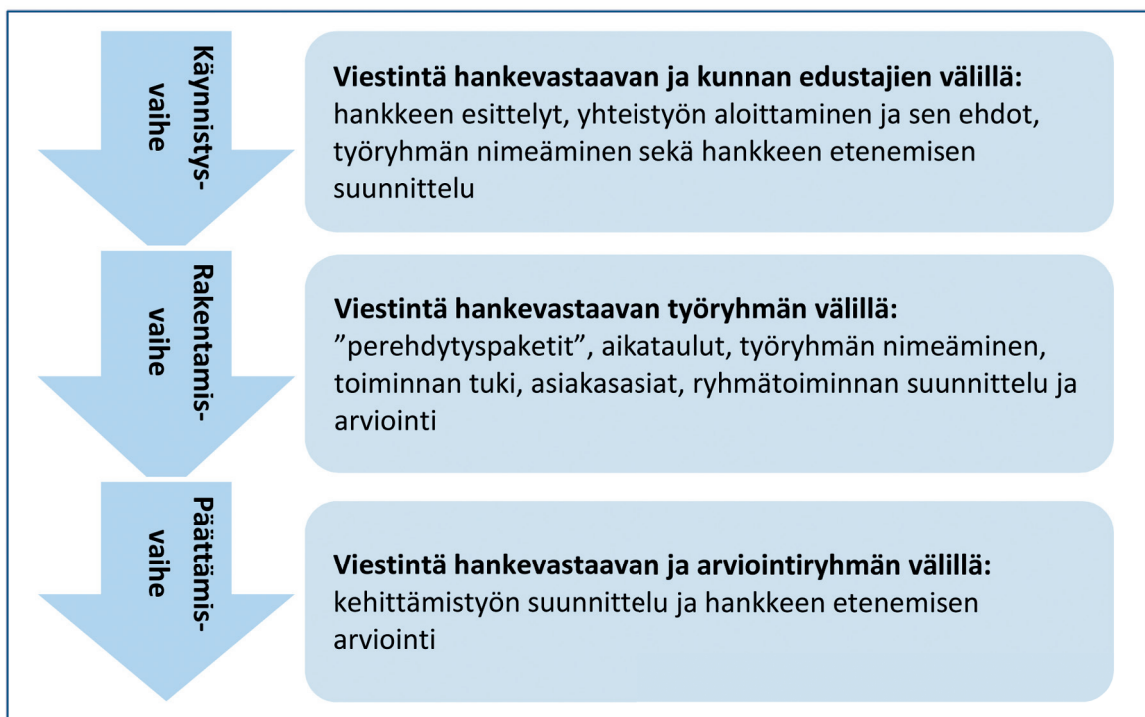 Käynnistys-
vaihe
Viestintä hankevastaavan ja kunnan edustajien välillä:
hankkeen esittelyt, yhteistyön aloittaminen ja sen ehdot,
työryhmän nimeäminen sekä hankkeen etenemisen
suunnittelu
Rakentamis-
vaihe
Viestintä hankevastaavan työryhmän välillä:
”perehdytyspaketit”, aikataulut, työryhmän nimeäminen,
toiminnan tuki, asiakasasiat, ryhmätoiminnan suunnittelu ja
arviointi
Päättämis-
vaihe
Viestintä hankevastaavan ja arviointiryhmän välillä:
kehittämistyön suunnittelu ja hankkeen etenemisen
arviointi